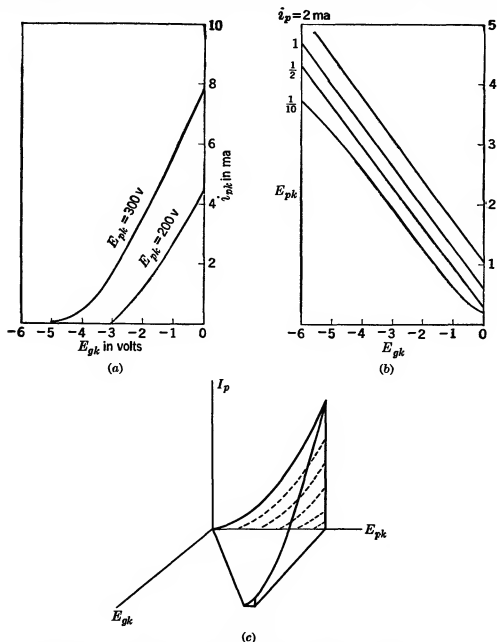 10
8
6
4
2
i_pk in ma
E_pk = 300 v
E_pk = 200 v
-6 -5 -4 -3 -2 -1 0
E_gk in volts
(a)
i_p = 2 ma
1
1/2
1/10
E_pk
5
4
3
2
1
-6 -5 -4 -3 -2 -1 0
E_gk
(b)
I_p
E_pk
E_gk
(c)